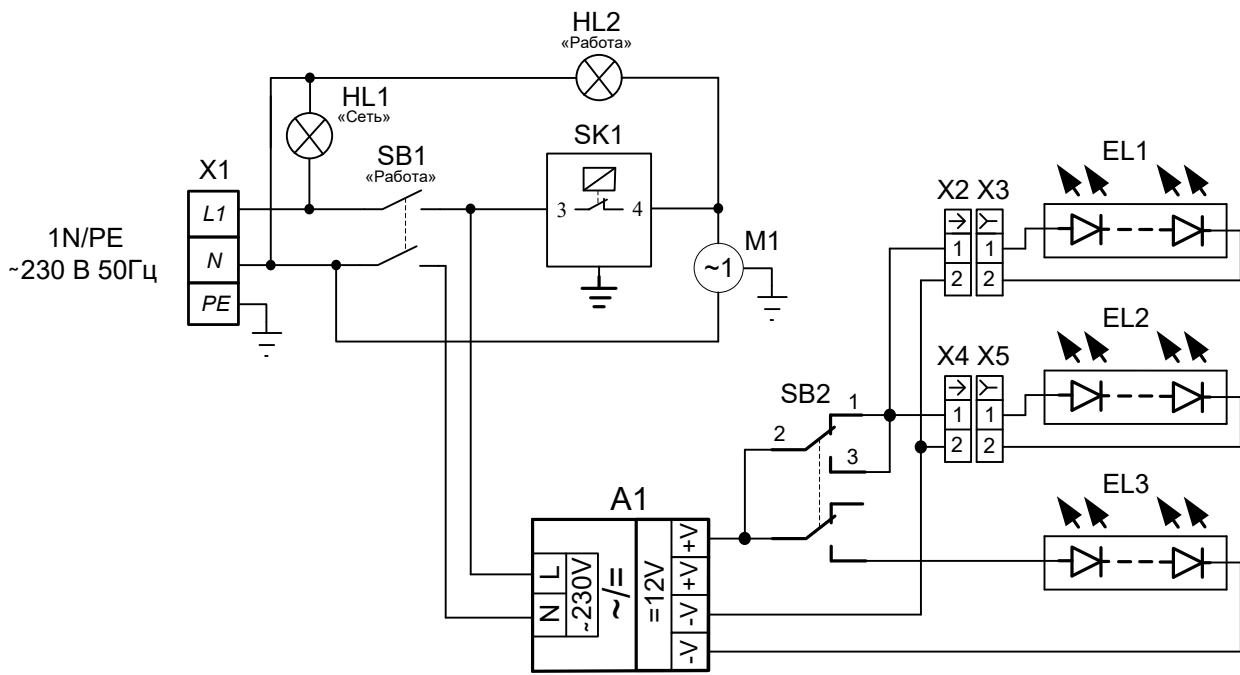 HL2
«Работа»
HL1
«Сеть»
SB1
«Работа»
SK1
3
4
X1
L1
N
PE
1N/PE
~230 В 50Гц
M1
~1
X2 X3
1 1
2 2
EL1
X4 X5
1 1
2 2
EL2
SB2
1
2
3
EL3
A1
L
N
~230V
~/=
=12V
+V
+V
-V
-V